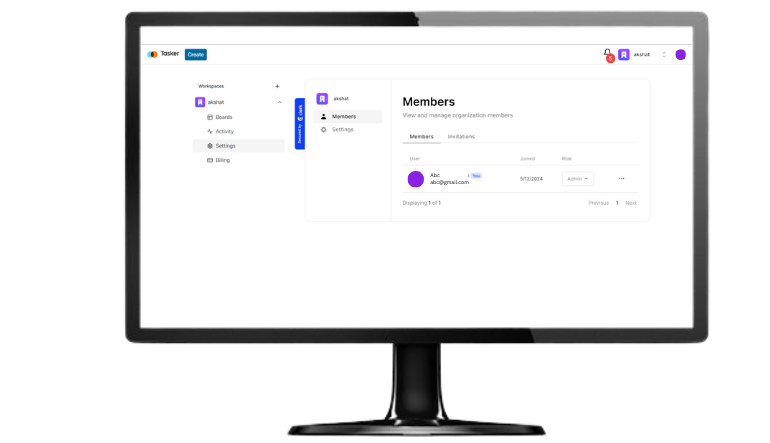 Tasker
Create
5
akshat
Workspaces +
akshat
Boards
Activity
Settings
Billing
Secured by clerk
akshat
Members
Settings
Members
View and manage organization members
Members Invitations
User Joined Role
Abc You
abc@gmail.com
5/12/2024
Admin
...
Displaying 1 of 1
Previous 1 Next